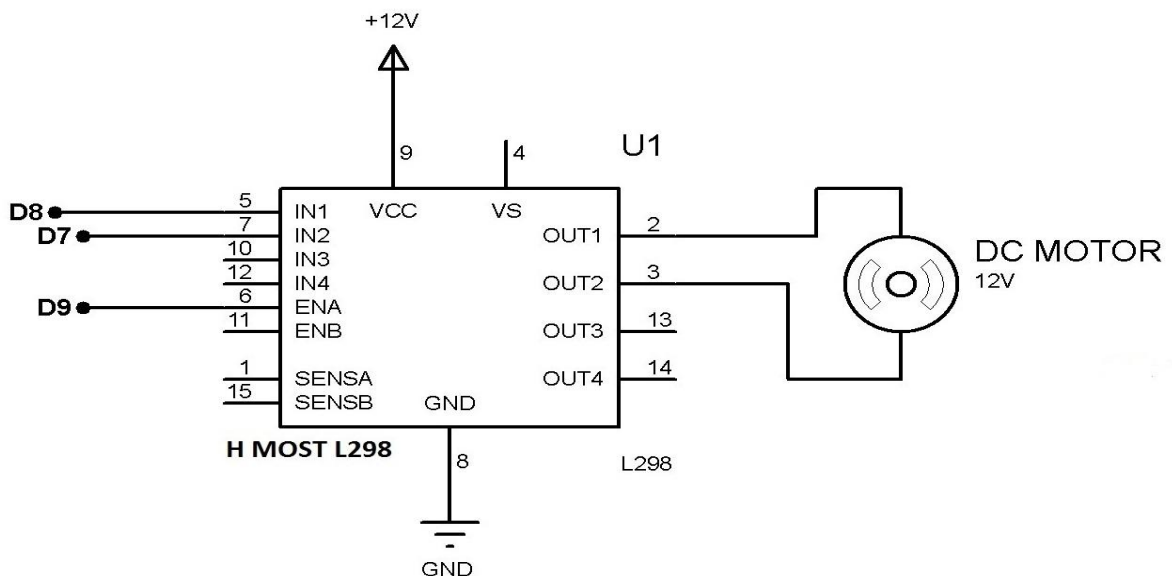 +12V
9
4
U1
D8
5
IN1
VCC
VS
D7
7
IN2
OUT1
2
10
IN3
12
IN4
OUT2
3
DC MOTOR
12V
D9
6
ENA
11
ENB
OUT3
13
1
SENSA
OUT4
14
15
SENSB
GND
H MOST L298
8
L298
GND